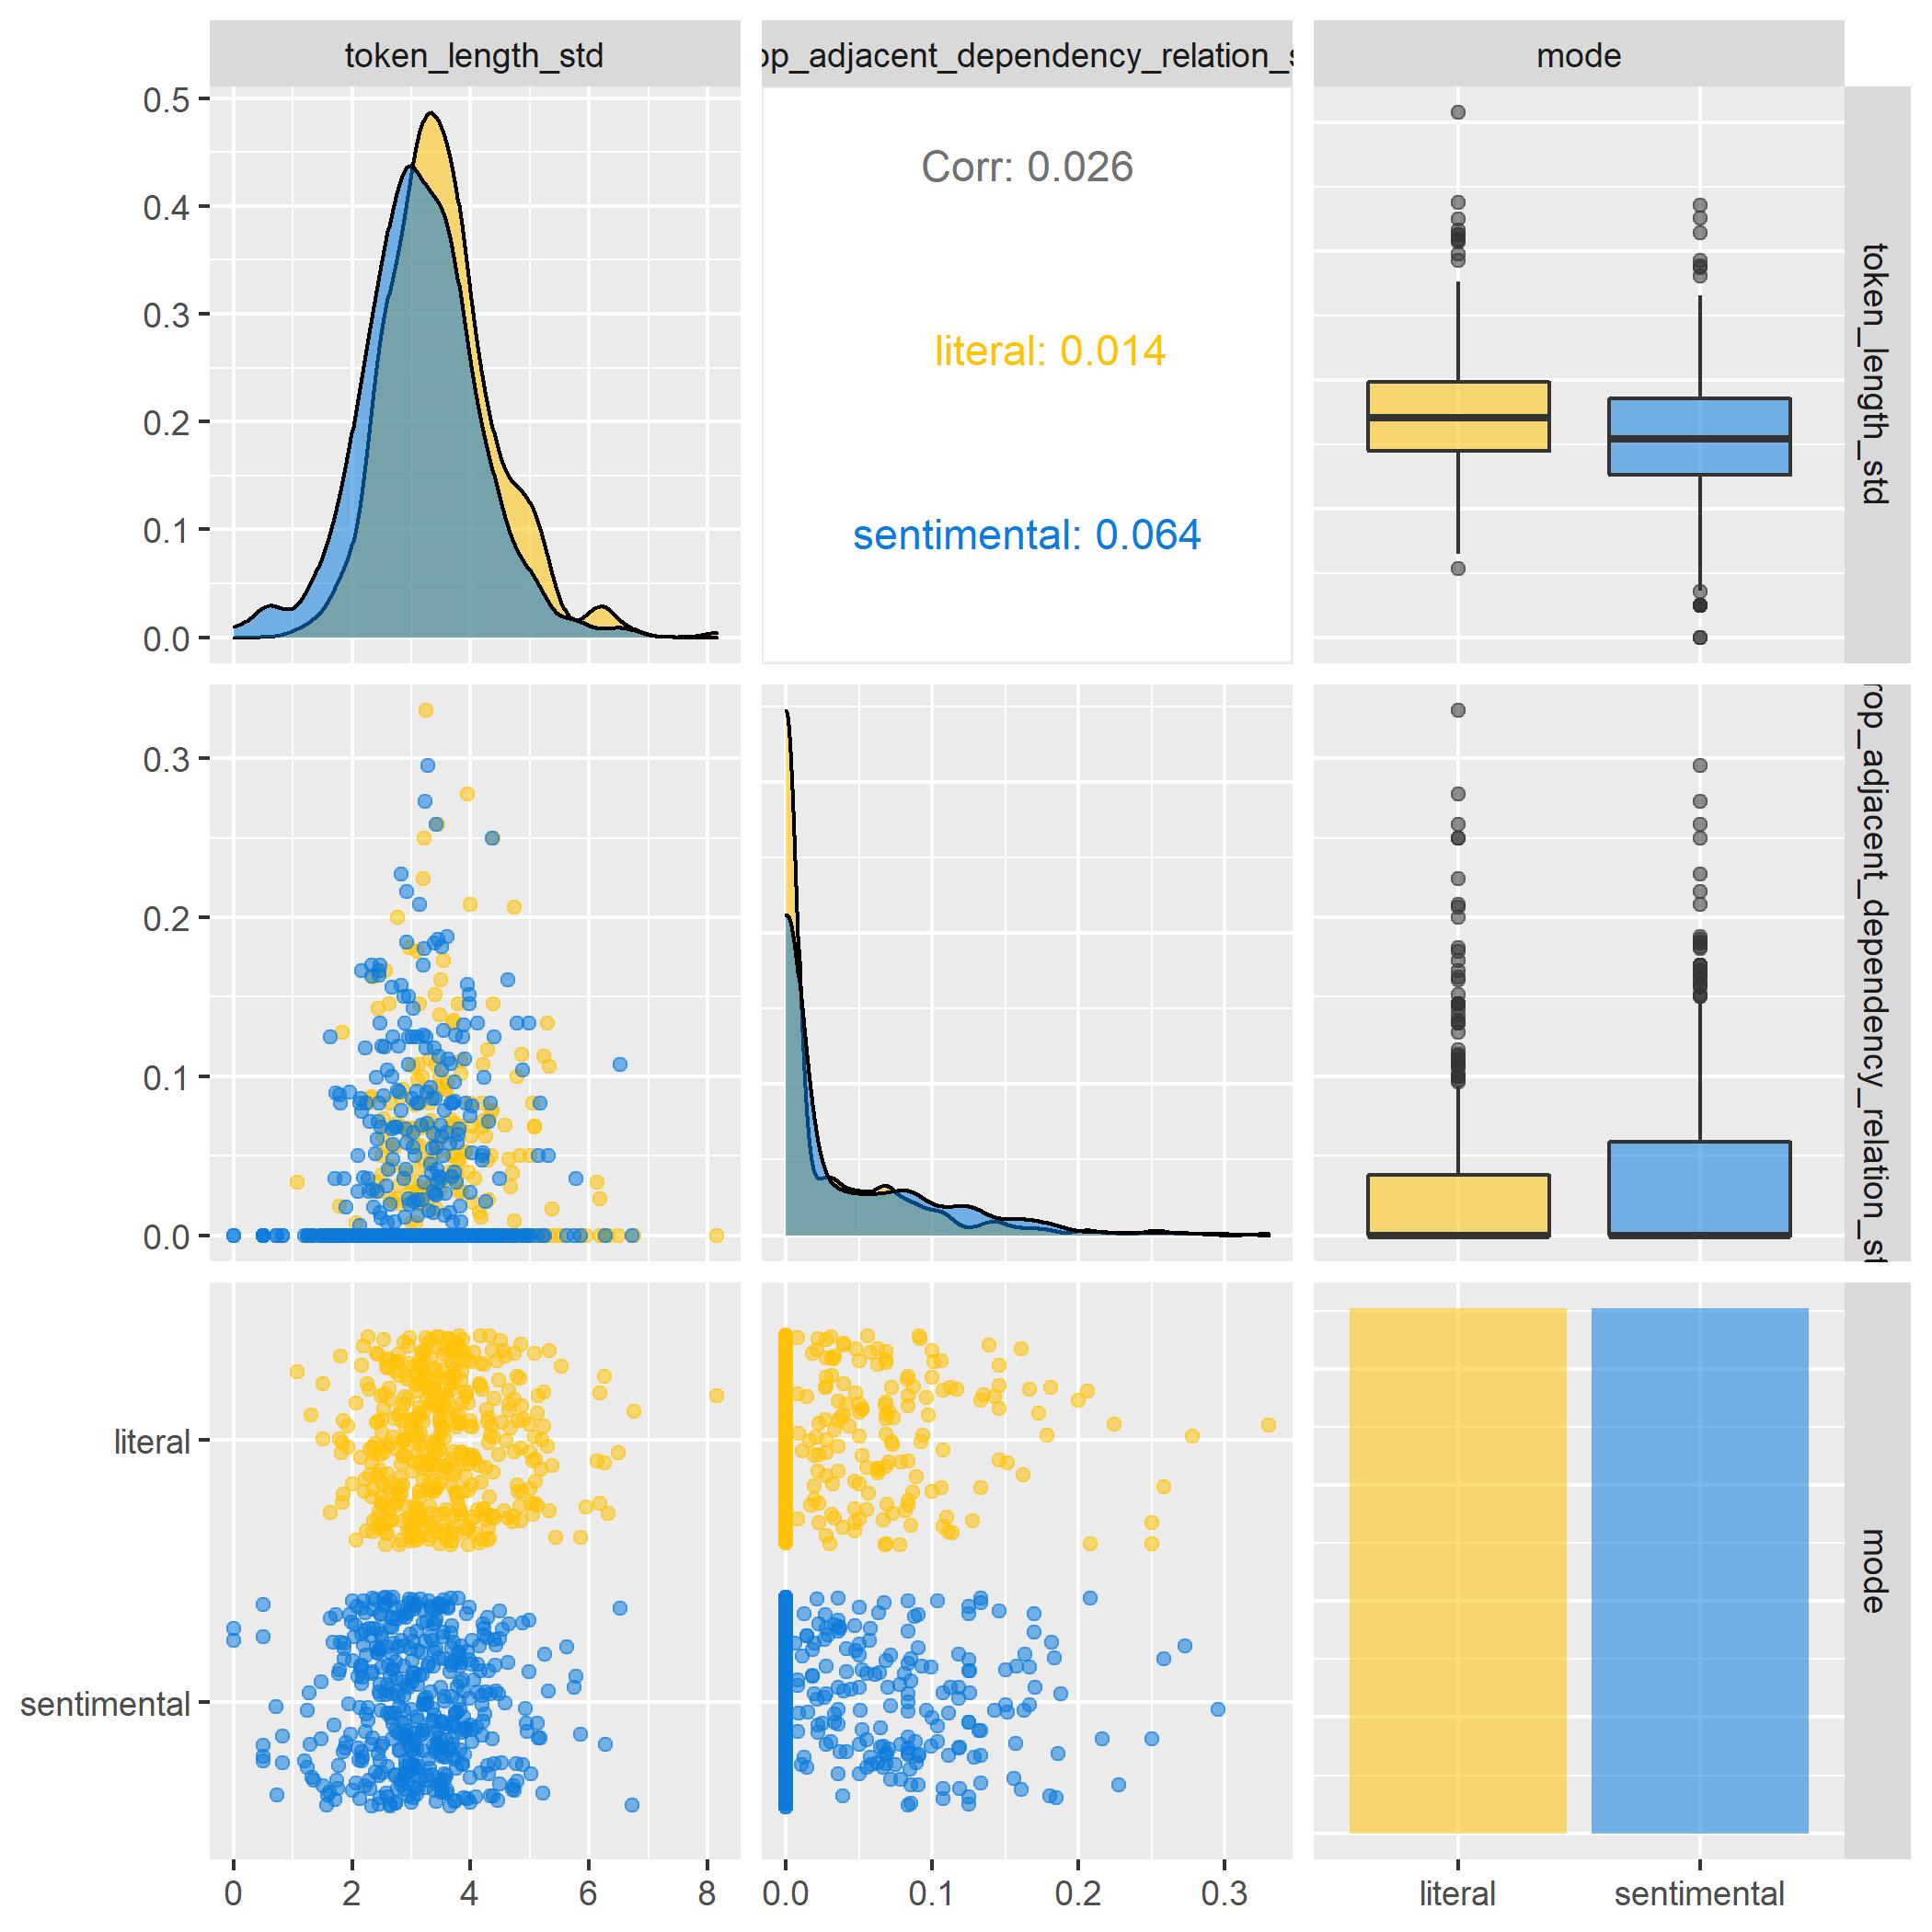 token_length_std
op_adjacent_dependency_relation_s
mode
0.5
0.4
0.3
0.2
0.1
0.0
Corr: 0.026
literal: 0.014
sentimental: 0.064
token_length_std
0.3
0.2
0.1
0.0
rop_adjacent_dependency_relation_st
literal
sentimental
mode
0 2 4 6 8
0.0 0.1 0.2 0.3
literal sentimental